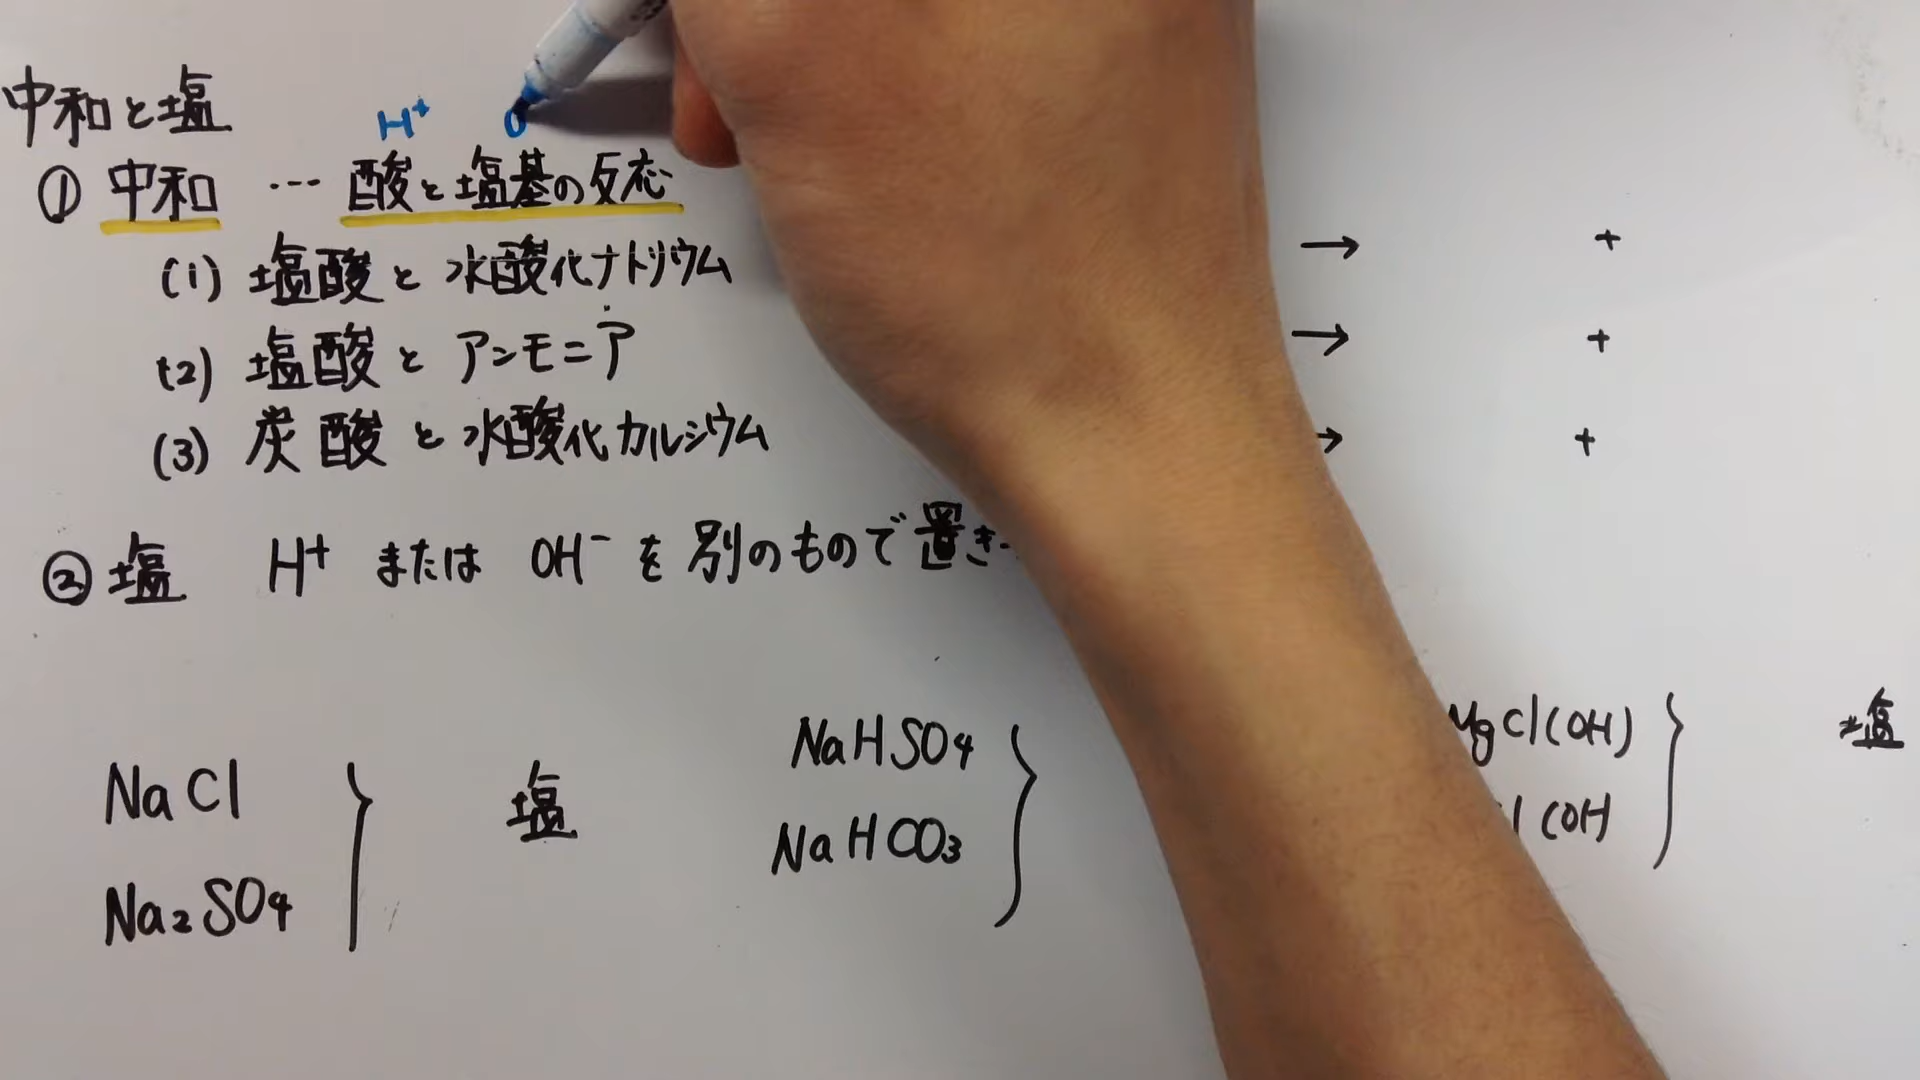 中和と塩
H⁺ O
① 中和 … 酸と塩基の反応
(1) 塩酸と水酸化ナトリウム → +
(2) 塩酸とアンモニア → +
(3) 炭酸と水酸化カルシウム → +
② 塩 H⁺ または OH⁻ を別のもので置き
NaCl
Na₂SO₄
塩
NaHSO₄
NaHCO₃
MgCl(OH)
l(OH
塩